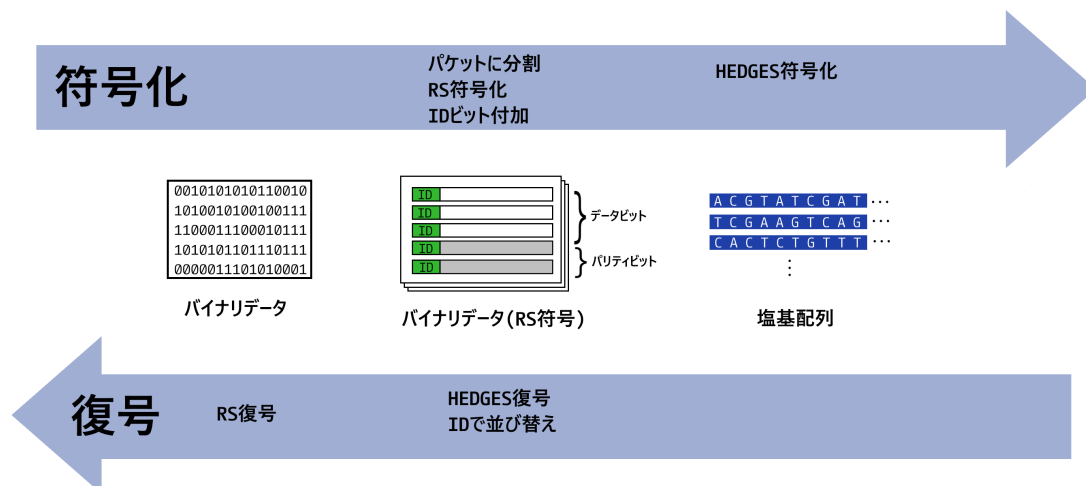 符号化
パケットに分割
RS符号化
IDビット付加
HEDGES符号化
0010101010110010
1010010100100111
1100011100010111
1010101101110111
0000011101010001
バイナリデータ
ID
ID
ID
ID
ID
データビット
パリティビット
バイナリデータ(RS符号)
ACGTATCGAT…
TCGAAGTCAG…
CACTCTGTTT…
⋮
塩基配列
復号
RS復号
HEDGES復号
IDで並び替え